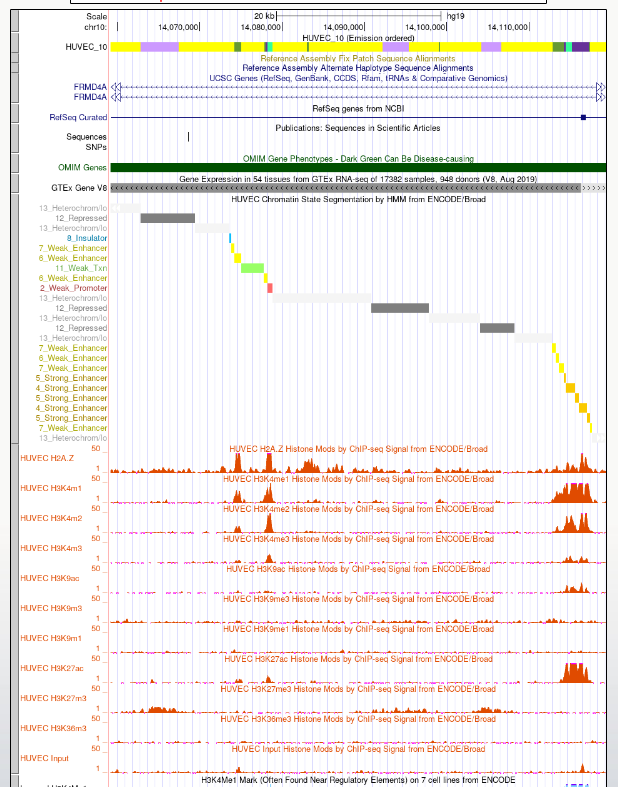 Scale 20 kb hg19
chr10: 14,070,000 14,080,000 14,090,000 14,100,000 14,110,000
HUVEC_10 (Emission ordered)
HUVEC_10
Reference Assembly Fix Patch Sequence Alignments
Reference Assembly Alternate Haplotype Sequence Alignments
UCSC Genes (RefSeq, GenBank, CCDS, Rfam, tRNAs & Comparative Genomics)
FRMD4A
FRMD4A
RefSeq genes from NCBI
RefSeq Curated
Publications: Sequences in Scientific Articles
Sequences
SNPs
OMIM Gene Phenotypes - Dark Green Can Be Disease-causing
OMIM Genes
Gene Expression in 54 tissues from GTEx RNA-seq of 17382 samples, 948 donors (V8, Aug 2019)
GTEx Gene V8
HUVEC Chromatin State Segmentation by HMM from ENCODE/Broad
13_Heterochrom/lo
12_Repressed
13_Heterochrom/lo
8_Insulator
7_Weak_Enhancer
6_Weak_Enhancer
11_Weak_Txn
6_Weak_Enhancer
2_Weak_Promoter
13_Heterochrom/lo
12_Repressed
13_Heterochrom/lo
12_Repressed
13_Heterochrom/lo
7_Weak_Enhancer
6_Weak_Enhancer
7_Weak_Enhancer
5_Strong_Enhancer
4_Strong_Enhancer
5_Strong_Enhancer
4_Strong_Enhancer
5_Strong_Enhancer
7_Weak_Enhancer
13_Heterochrom/lo
50 HUVEC H2A.Z Histone Mods by ChIP-seq Signal from ENCODE/Broad
HUVEC H2A.Z
1
50 HUVEC H3K4me1 Histone Mods by ChIP-seq Signal from ENCODE/Broad
HUVEC H3K4m1
1
50 HUVEC H3K4me2 Histone Mods by ChIP-seq Signal from ENCODE/Broad
HUVEC H3K4m2
1
50 HUVEC H3K4me3 Histone Mods by ChIP-seq Signal from ENCODE/Broad
HUVEC H3K4m3
1
50 HUVEC H3K9ac Histone Mods by ChIP-seq Signal from ENCODE/Broad
HUVEC H3K9ac
1
50 HUVEC H3K9me3 Histone Mods by ChIP-seq Signal from ENCODE/Broad
HUVEC H3K9m3
1
50 HUVEC H3K9me1 Histone Mods by ChIP-seq Signal from ENCODE/Broad
HUVEC H3K9m1
1
50 HUVEC H3K27ac Histone Mods by ChIP-seq Signal from ENCODE/Broad
HUVEC H3K27ac
1
50 HUVEC H3K27me3 Histone Mods by ChIP-seq Signal from ENCODE/Broad
HUVEC H3K27m3
1
50 HUVEC H3K36me3 Histone Mods by ChIP-seq Signal from ENCODE/Broad
HUVEC H3K36m3
1
50 HUVEC Input Histone Mods by ChIP-seq Signal from ENCODE/Broad
HUVEC Input
1
H3K4Me1 Mark (Often Found Near Regulatory Elements) on 7 cell lines from ENCODE